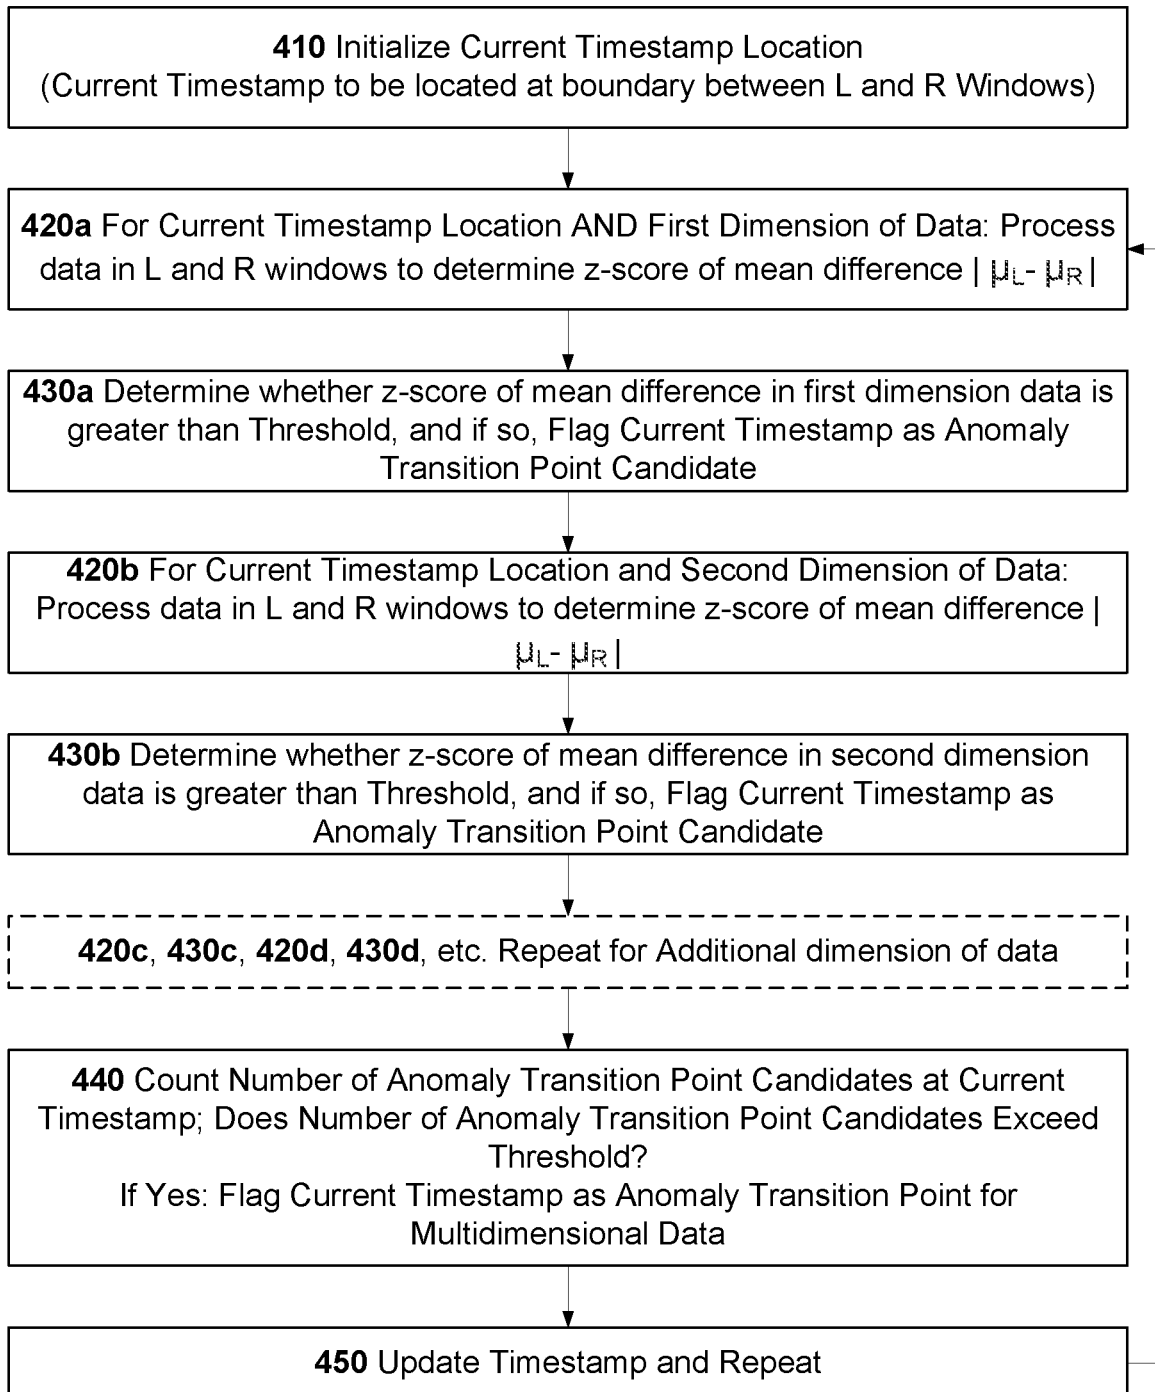 410 Initialize Current Timestamp Location
(Current Timestamp to be located at boundary between L and R Windows)
420a For Current Timestamp Location AND First Dimension of Data: Process
data in L and R windows to determine z-score of mean difference | μL- μR |
430a Determine whether z-score of mean difference in first dimension data is
greater than Threshold, and if so, Flag Current Timestamp as Anomaly
Transition Point Candidate
420b For Current Timestamp Location and Second Dimension of Data:
Process data in L and R windows to determine z-score of mean difference |
μL- μR |
430b Determine whether z-score of mean difference in second dimension
data is greater than Threshold, and if so, Flag Current Timestamp as
Anomaly Transition Point Candidate
420c, 430c, 420d, 430d, etc. Repeat for Additional dimension of data
440 Count Number of Anomaly Transition Point Candidates at Current
Timestamp; Does Number of Anomaly Transition Point Candidates Exceed
Threshold?
If Yes: Flag Current Timestamp as Anomaly Transition Point for
Multidimensional Data
450 Update Timestamp and Repeat